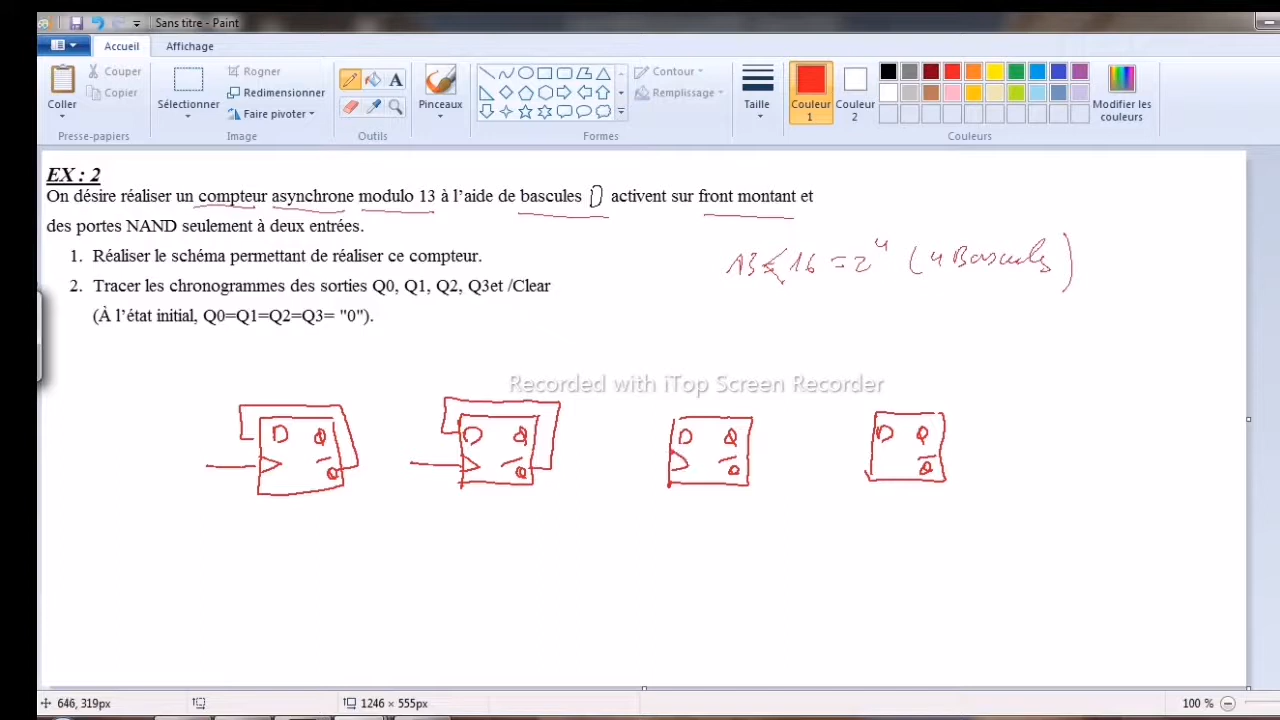 Sans titre - Paint
Accueil Affichage
Coller
Couper
Copier
Presse-papiers
Sélectionner
Rogner
Redimensionner
Faire pivoter
Image
A
Outils
Pinceaux
Contour
Remplissage
Formes
Taille
Couleur 1
Couleur 2
Modifier les couleurs
Couleurs
EX : 2
On désire réaliser un compteur asynchrone modulo 13 à l'aide de bascules D activent sur front montant et
des portes NAND seulement à deux entrées.
1. Réaliser le schéma permettant de réaliser ce compteur.
13 ≤ 16 = 2^4 (4 Bascules)
2. Tracer les chronogrammes des sorties Q0, Q1, Q2, Q3et /Clear
(À l'état initial, Q0=Q1=Q2=Q3= "0").
Recorded with iTop Screen Recorder
D Q D Q D Q D Q
Q̅ Q̅ Q̅ Q̅
646, 319px
1246 × 555px
100 %